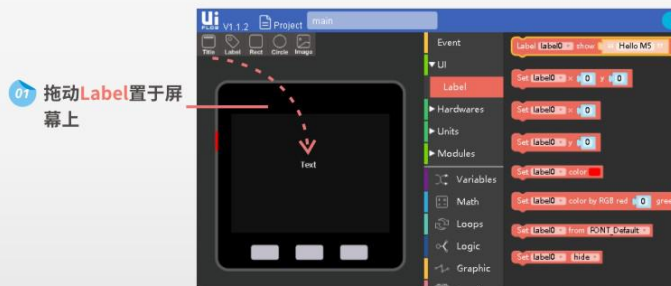 Ui FLOW V1.1.2 Project main
Title Label Rect Circle Image
01 拖动Label置于屏
幕上
Text
Event
UI
Label
Hardwares
Units
Modules
Variables
Math
Loops
Logic
Graphic
Label label0 show " Hello M5 "
Set label0 x 0 y 0
Set label0 x 0
Set label0 y 0
Set label0 color
Set label0 color by RGB red 0 gree
Set label0 from FONT_Default
Set label0 hide